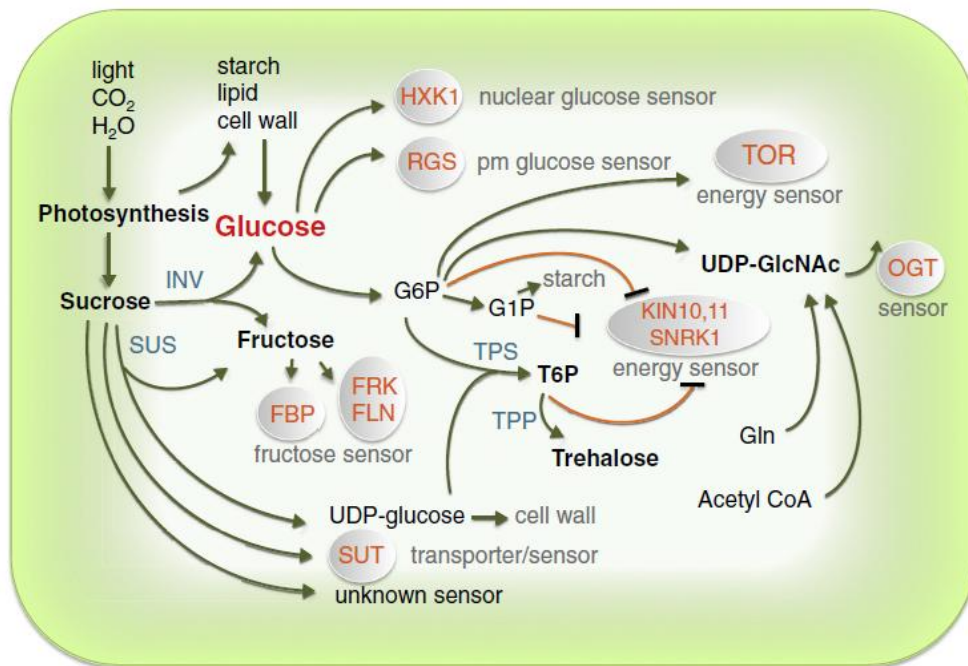 light
CO₂
H₂O
starch
lipid
cell wall
HXK1 nuclear glucose sensor
RGS pm glucose sensor
TOR
energy sensor
Photosynthesis
Glucose
INV
Sucrose
SUS
Fructose
FBP
FRK
FLN
fructose sensor
G6P
G1P
starch
UDP-GlcNAc
OGT
sensor
KIN10,11
SNRK1
energy sensor
TPS
T6P
TPP
Trehalose
Gln
Acetyl CoA
UDP-glucose cell wall
SUT transporter/sensor
unknown sensor